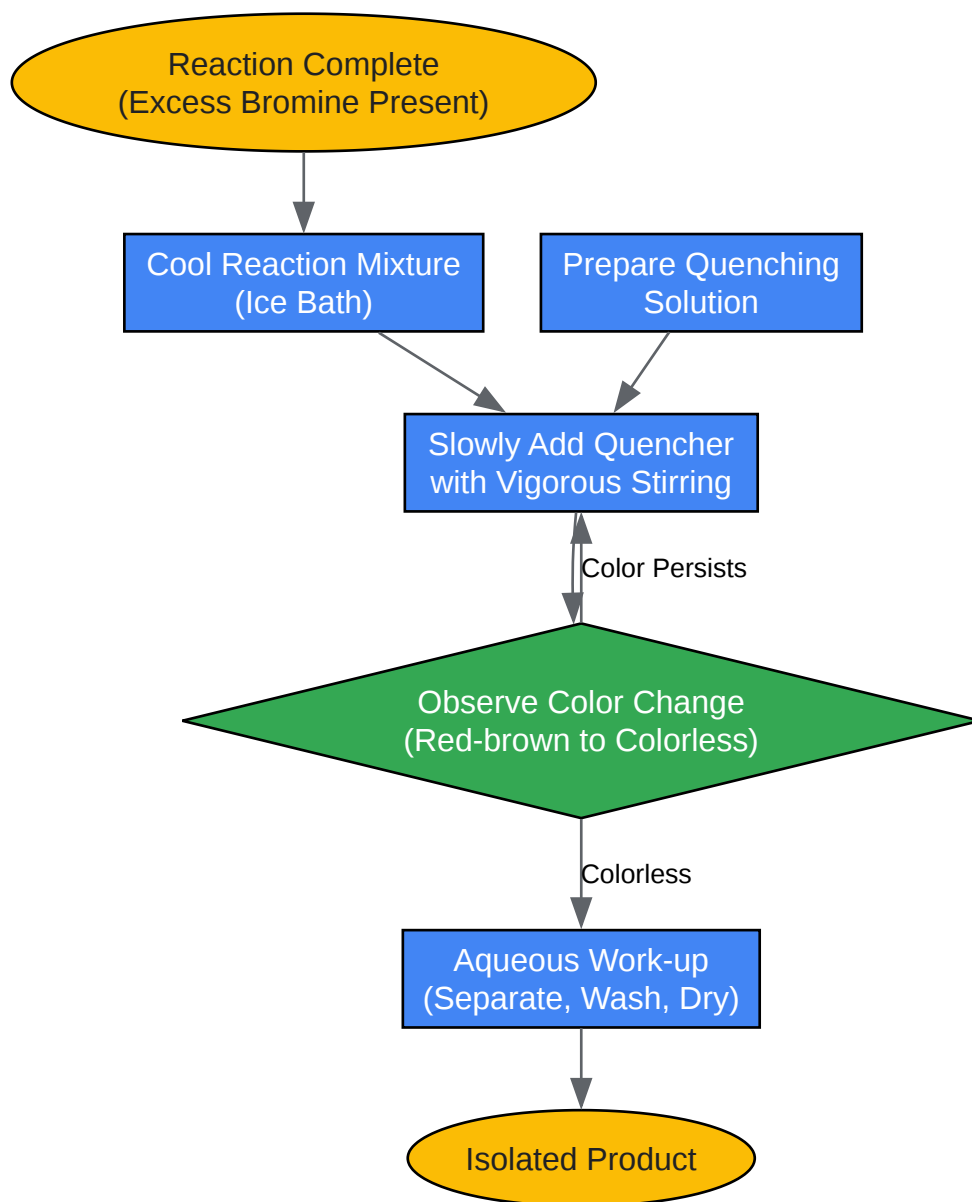 Reaction Complete
(Excess Bromine Present)
Cool Reaction Mixture
(Ice Bath)
Prepare Quenching
Solution
Slowly Add Quencher
with Vigorous Stirring
Color Persists
Observe Color Change
(Red-brown to Colorless)
Colorless
Aqueous Work-up
(Separate, Wash, Dry)
Isolated Product